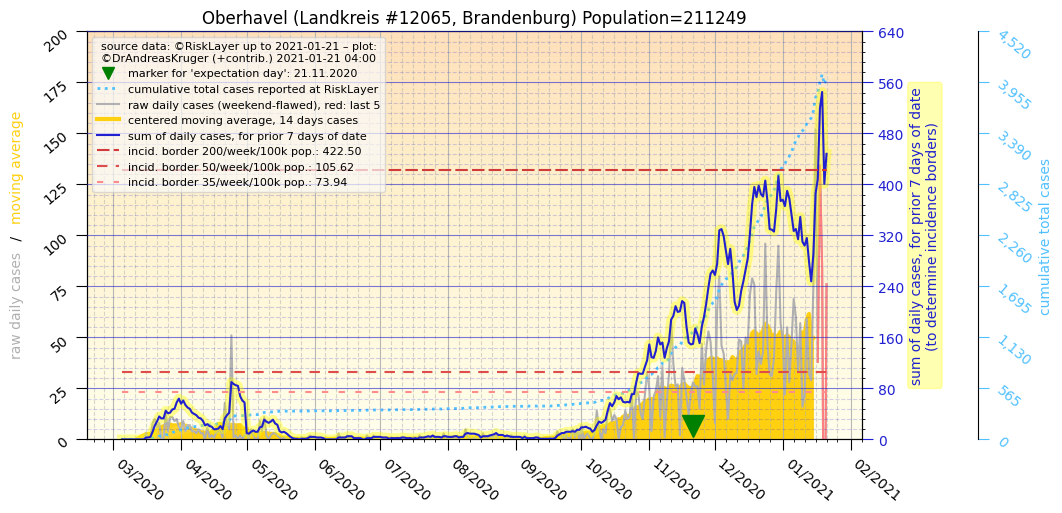 Oberhavel (Landkreis #12065, Brandenburg) Population=211249
source data: ©RiskLayer up to 2021-01-21 – plot:
©DrAndreasKruger (+contrib.) 2021-01-21 04:00
marker for 'expectation day': 21.11.2020
cumulative total cases reported at RiskLayer
raw daily cases (weekend-flawed), red: last 5
centered moving average, 14 days cases
sum of daily cases, for prior 7 days of date
incid. border 200/week/100k pop.: 422.50
incid. border 50/week/100k pop.: 105.62
incid. border 35/week/100k pop.: 73.94
raw daily cases / moving average
200
175
150
125
100
75
50
25
0
03/2020
04/2020
05/2020
06/2020
07/2020
08/2020
09/2020
10/2020
11/2020
12/2020
01/2021
02/2021
640
560
480
400
320
240
160
80
0
sum of daily cases, for prior 7 days of date
(to determine incidence borders)
4,520
3,955
3,390
2,825
2,260
1,695
1,130
565
0
cumulative total cases